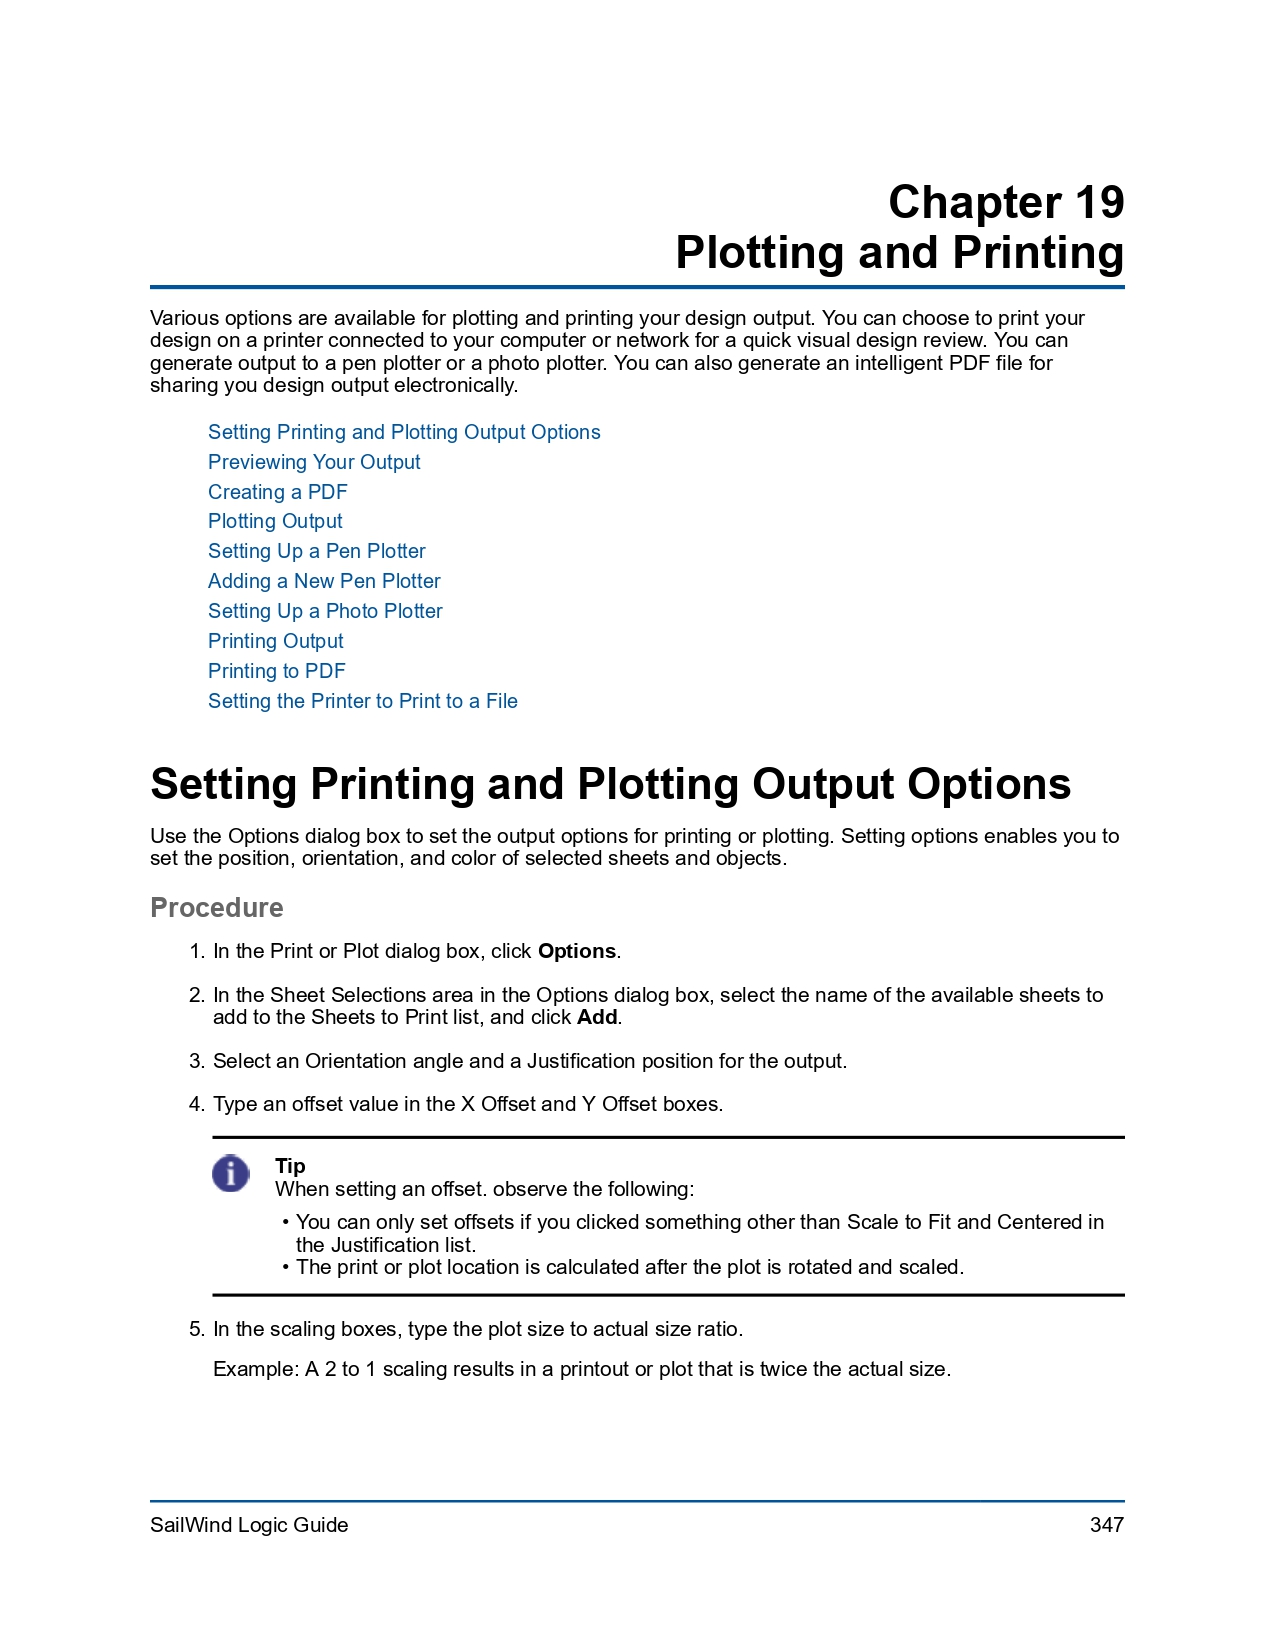 Chapter 19
Plotting and Printing
Various options are available for plotting and printing your design output. You can choose to print your
design on a printer connected to your computer or network for a quick visual design review. You can
generate output to a pen plotter or a photo plotter. You can also generate an intelligent PDF file for
sharing you design output electronically.
Setting Printing and Plotting Output Options
Previewing Your Output
Creating a PDF
Plotting Output
Setting Up a Pen Plotter
Adding a New Pen Plotter
Setting Up a Photo Plotter
Printing Output
Printing to PDF
Setting the Printer to Print to a File
Setting Printing and Plotting Output Options
Use the Options dialog box to set the output options for printing or plotting. Setting options enables you to
set the position, orientation, and color of selected sheets and objects.
Procedure
1. In the Print or Plot dialog box, click Options.
2. In the Sheet Selections area in the Options dialog box, select the name of the available sheets to
add to the Sheets to Print list, and click Add.
3. Select an Orientation angle and a Justification position for the output.
4. Type an offset value in the X Offset and Y Offset boxes.
Tip
When setting an offset. observe the following:
• You can only set offsets if you clicked something other than Scale to Fit and Centered in
the Justification list.
• The print or plot location is calculated after the plot is rotated and scaled.
5. In the scaling boxes, type the plot size to actual size ratio.
Example: A 2 to 1 scaling results in a printout or plot that is twice the actual size.
SailWind Logic Guide 347